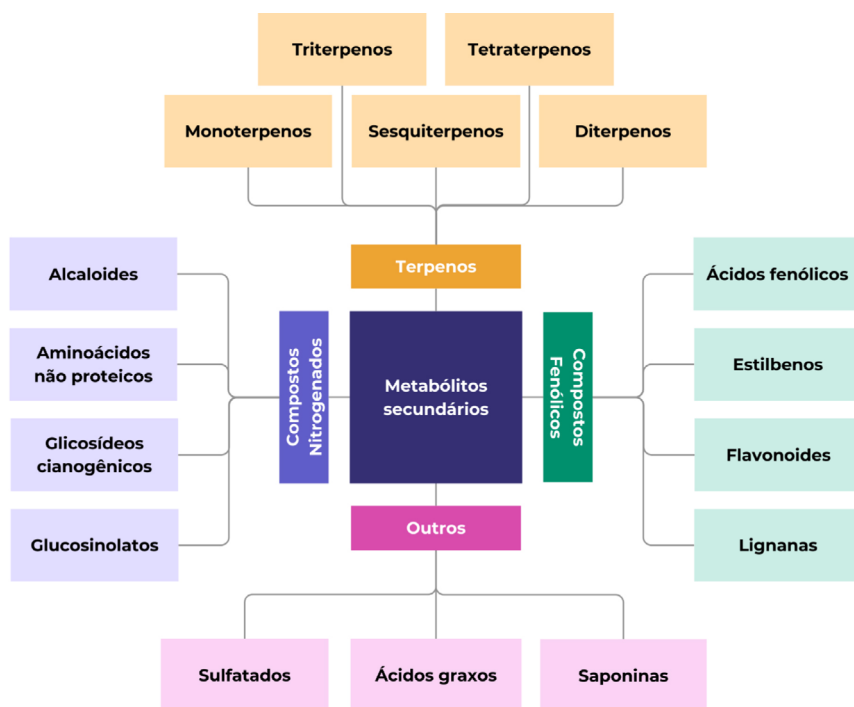 Triterpenos
Tetraterpenos
Monoterpenos
Sesquiterpenos
Diterpenos
Terpenos
Alcaloides
Aminoácidos
não proteicos
Glicosídeos
cianogênicos
Glucosinolatos
Compostos
Nitrogenados
Metabólitos
secundários
Compostos
Fenólicos
Ácidos fenólicos
Estilbenos
Flavonoides
Lignanas
Outros
Sulfatados
Ácidos graxos
Saponinas